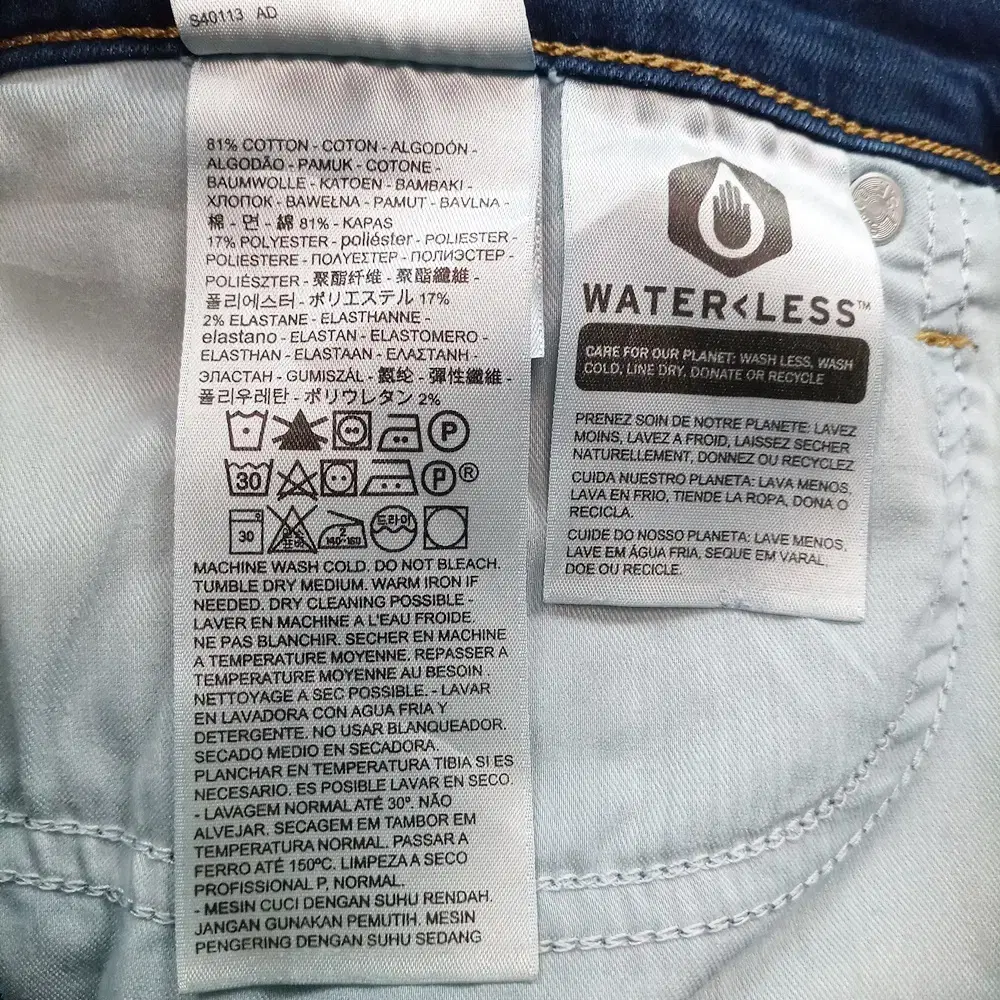 S40113 AD
81% COTTON - COTON - ALGODÓN -
ALGODÃO - PAMUK - COTONE -
BAUMWOLLE - KATOEN - BAMBAKI -
ХЛОПОК - BAWEŁNA - PAMUT - BAVLNA -
棉 - 면 - 綿 81% - KAPAS
17% POLYESTER - poliéster - POLIESTER -
POLIESTERE - ΠΟΛΥΕΣΤΕΡ - ПОЛИЭСТЕР -
POLIÉSZTER - 聚酯纤维 - 聚酯纖維 -
폴리에스터 - ポリエステル 17%
2% ELASTANE - ELASTHANNE -
elastano - ELASTAN - ELASTOMERO -
ELASTHAN - ELASTAAN - ΕΛΑΣΤΑΝΗ -
ЭЛАСТАН - GUMISZÁL - 氨纶 - 彈性纖維 -
폴리우레탄 - ポリウレタン 2%
P
30 P®
30 표백 2 140~160 드라이
MACHINE WASH COLD. DO NOT BLEACH.
TUMBLE DRY MEDIUM. WARM IRON IF
NEEDED. DRY CLEANING POSSIBLE -
LAVER EN MACHINE A L'EAU FROIDE.
NE PAS BLANCHIR. SECHER EN MACHINE
A TEMPERATURE MOYENNE. REPASSER A
TEMPERATURE MOYENNE AU BESOIN
NETTOYAGE A SEC POSSIBLE. - LAVAR
EN LAVADORA CON AGUA FRIA Y
DETERGENTE. NO USAR BLANQUEADOR.
SECADO MEDIO EN SECADORA.
PLANCHAR EN TEMPERATURA TIBIA SI ES
NECESARIO. ES POSIBLE LAVAR EN SECO.
- LAVAGEM NORMAL ATÉ 30º. NÃO
ALVEJAR. SECAGEM EM TAMBOR EM
TEMPERATURA NORMAL. PASSAR A
FERRO ATÉ 150ºC. LIMPEZA A SECO
PROFISSIONAL P, NORMAL.
- MESIN CUCI DENGAN SUHU RENDAH.
JANGAN GUNAKAN PEMUTIH. MESIN
PENGERING DENGAN SUHU SEDANG
WATER<LESS™
CARE FOR OUR PLANET: WASH LESS, WASH
COLD, LINE DRY, DONATE OR RECYCLE
PRENEZ SOIN DE NOTRE PLANETE: LAVEZ
MOINS, LAVEZ A FROID, LAISSEZ SECHER
NATURELLEMENT, DONNEZ OU RECYCLEZ
CUIDA NUESTRO PLANETA: LAVA MENOS,
LAVA EN FRIO, TIENDE LA ROPA, DONA O
RECICLA.
CUIDE DO NOSSO PLANETA: LAVE MENOS,
LAVE EM ÁGUA FRIA, SEQUE EM VARAL,
DOE OU RECICLE.